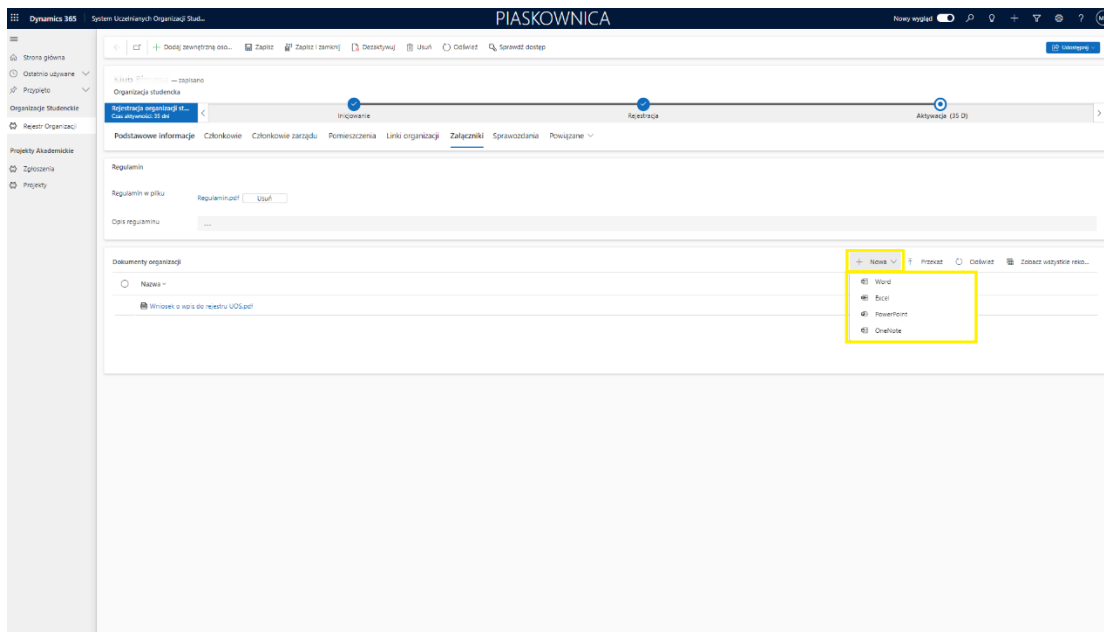 Dynamics 365 System Uczelnianych Organizacji Stud... PIASKOWNICA Nowy wygląd
Strona główna
Ostatnio używane
Przypięto
Organizacje Studenckie
Rejestr Organizacji
Projekty Akademickie
Zgłoszenia
Projekty
Dodaj zewnętrzną oso... Zapisz Zapisz i zamknij Dezaktywuj Usuń Odśwież Sprawdź dostęp Udostępnij
— zapisano
Organizacja studencka
Rejestracja organizacji st...
Czas aktywności: 35 dni
Inicjowanie Rejestracja Aktywacja (35 D)
Podstawowe informacje Członkowie Członkowie zarządu Pomieszczenia Linki organizacji Załączniki Sprawozdania Powiązane
Regulamin
Regulamin w pliku Regulamin.pdf Usuń
Opis regulaminu ...
Dokumenty organizacji + Nowa Przekaż Odśwież Zobacz wszystkie reko...
Nazwa
Wniosek o wpis do rejestru UOS.pdf
Word
Excel
PowerPoint
OneNote